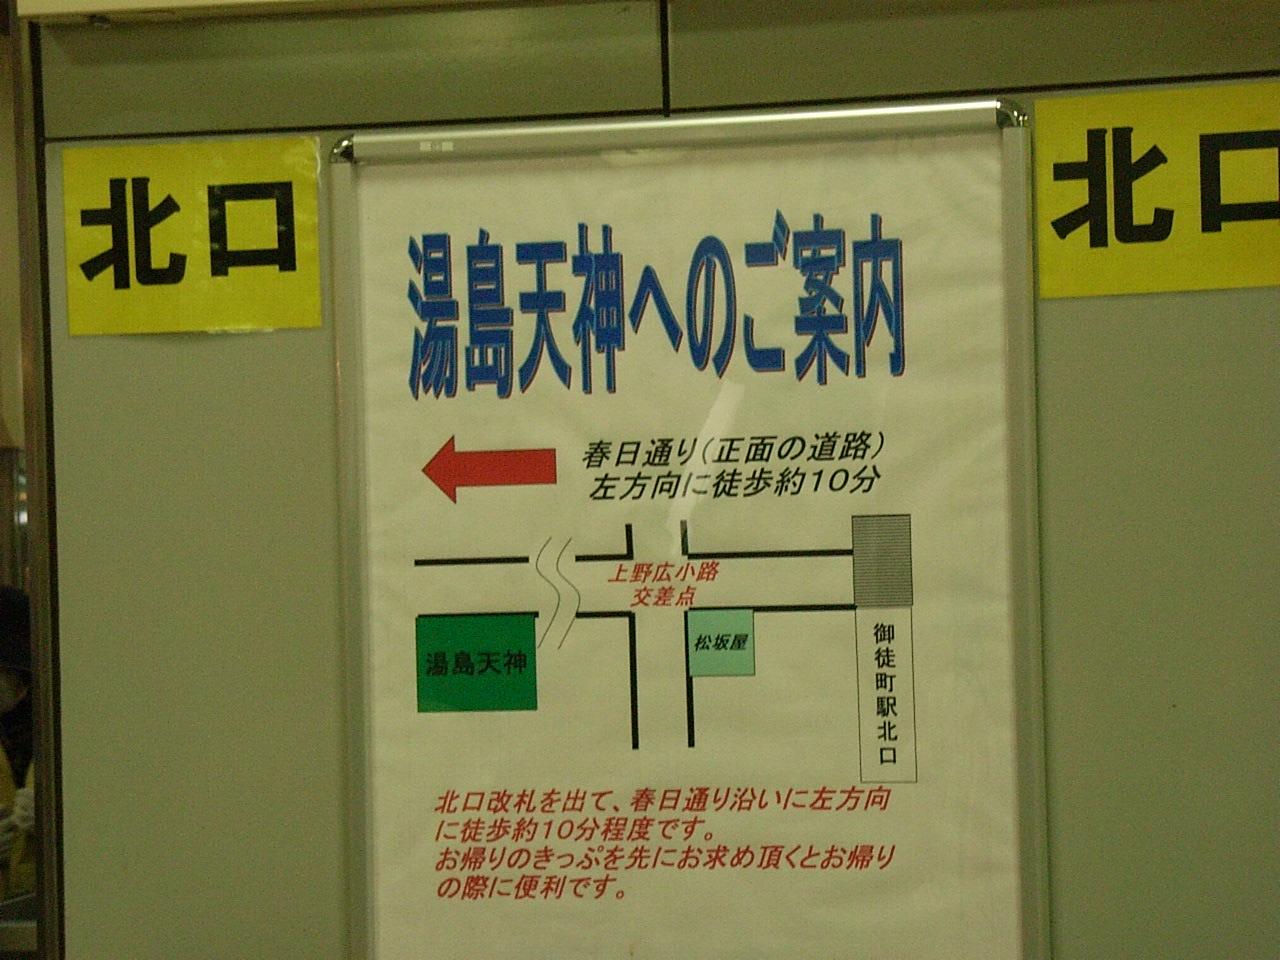 北口
北口
湯島天神へのご案内
春日通り(正面の道路)
左方向に徒歩約10分
上野広小路
交差点
湯島天神
松坂屋
御徒町駅北口
北口改札を出て、春日通り沿いに左方向
に徒歩約10分程度です。
お帰りのきっぷを先にお求め頂くとお帰り
の際に便利です。